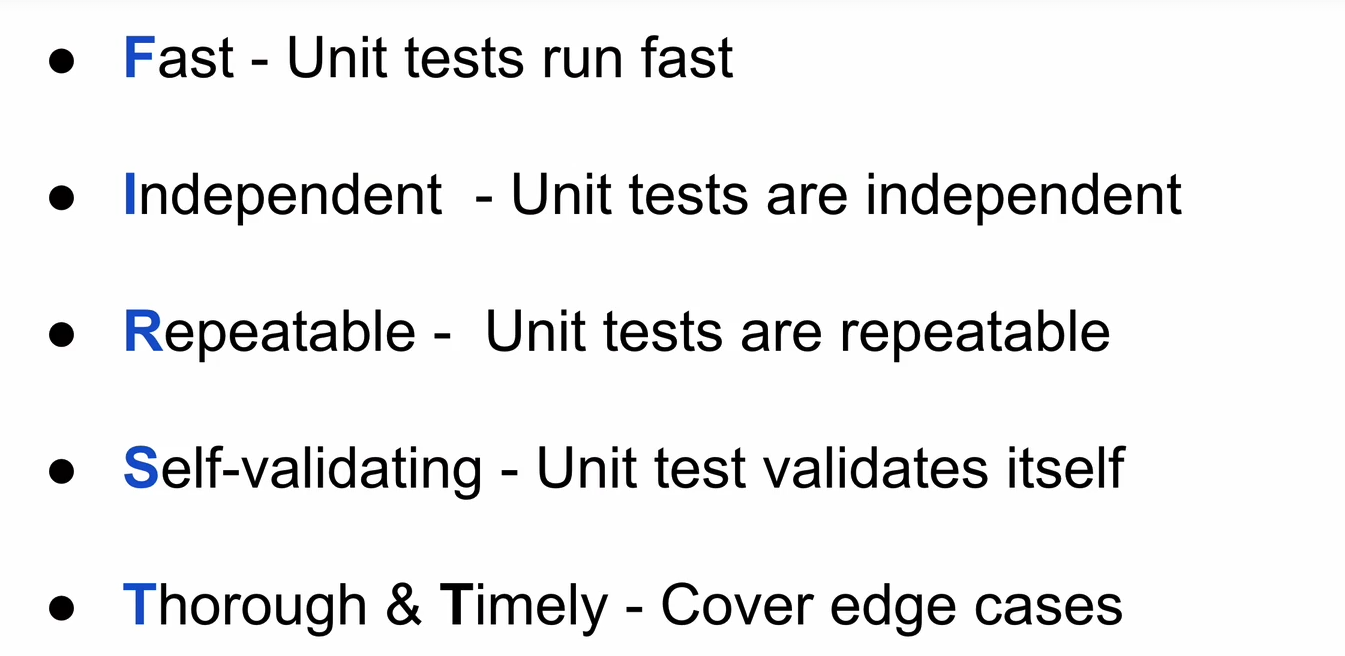 ● Fast - Unit tests run fast
● Independent - Unit tests are independent
● Repeatable - Unit tests are repeatable
● Self-validating - Unit test validates itself
● Thorough & Timely - Cover edge cases